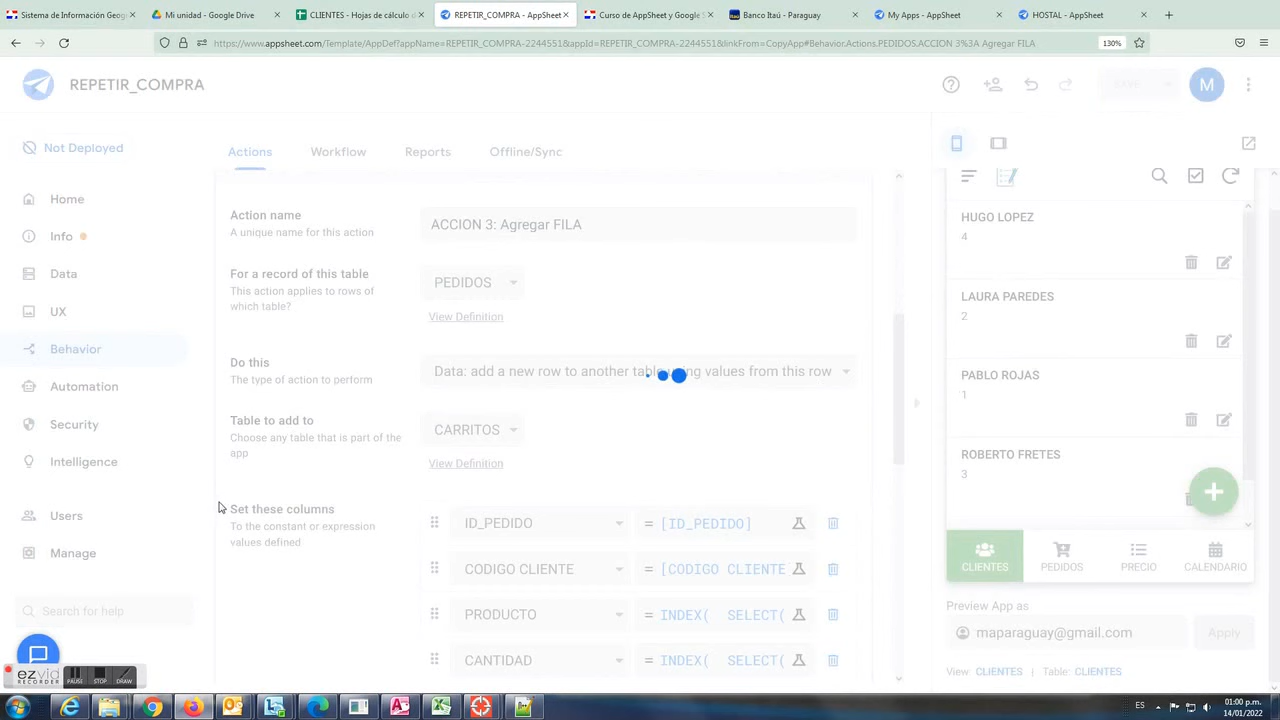 Sistema de Información
Mi unidad - Google D
CLIENTES - Hojas de cálculo d
REPETIR_COMPRA - AppSheet
Curso de AppSheet y Google S
Banco Itaú - Paraguay
My Apps - AppSheet
HOSTAL - AppSheet
https://www.appsheet.com/Template/AppDef?appName=REPETIR_COMPRA-2244551&appId=REPETIR_COMPRA-2244551&linkFrom=CopyApp#Behavior.actions.PEDIDOS.ACCION 3%3A Agregar FILA
130%
REPETIR_COMPRA
SAVE
M
Not Deployed
Home
Info
Data
UX
Behavior
Automation
Security
Intelligence
Users
Manage
Search for help
Actions
Workflow
Reports
Offline/Sync
Action name
A unique name for this action
ACCION 3: Agregar FILA
For a record of this table
This action applies to rows of
which table?
PEDIDOS
View Definition
Do this
The type of action to perform
Data: add a new row to another table using values from this row
Table to add to
Choose any table that is part of the
app
CARRITOS
View Definition
Set these columns
To the constant or expression
values defined
ID_PEDIDO
= [ID_PEDIDO]
CODIGO CLIENTE
= [CODIGO CLIENTE
PRODUCTO
= INDEX( SELECT(
CANTIDAD
= INDEX( SELECT(
HUGO LOPEZ
4
LAURA PAREDES
2
PABLO ROJAS
1
ROBERTO FRETES
3
CLIENTES
PEDIDOS
PRECIO
CALENDARIO
Preview App as
maparaguay@gmail.com
Apply
View: CLIENTES | Table: CLIENTES
ezvid
RECORDER
PAUSE
STOP
DRAW
ES
01:00 p.m.
14/01/2022